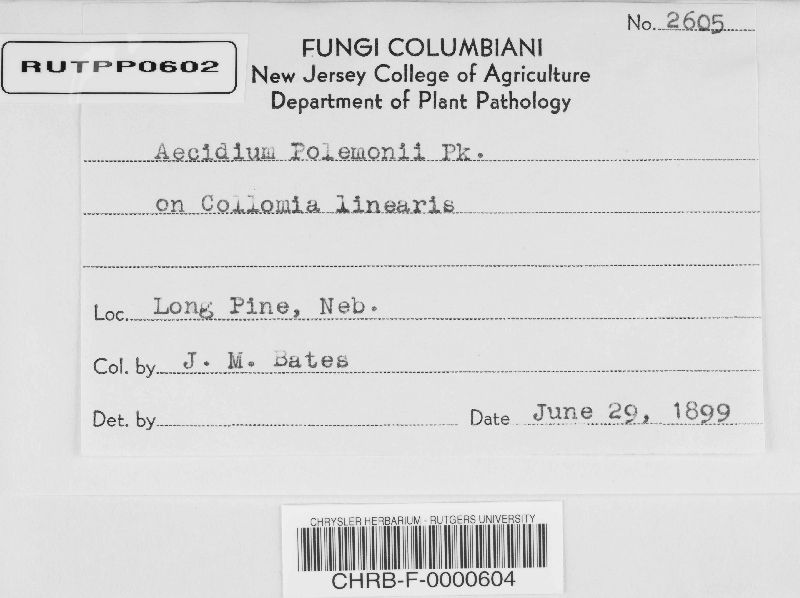 No. 2605
RUTPP0602
FUNGI COLUMBIANI
New Jersey College of Agriculture
Department of Plant Pathology
Aecidium Polemonii Pk.
on Collomia linearis
Loc. Long Pine, Neb.
Col. by J. M. Bates
Det. by
Date June 29, 1899
CHRYSLER HERBARIUM - RUTGERS UNIVERSITY
CHRB-F-0000604